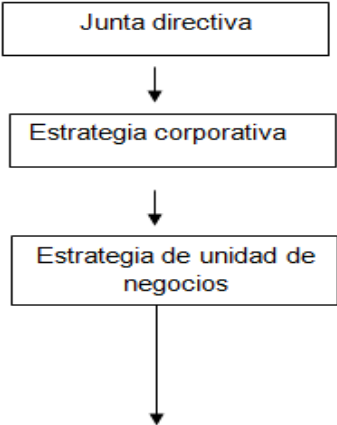 Junta directiva
Estrategia corporativa
Estrategia de unidad de
negocios